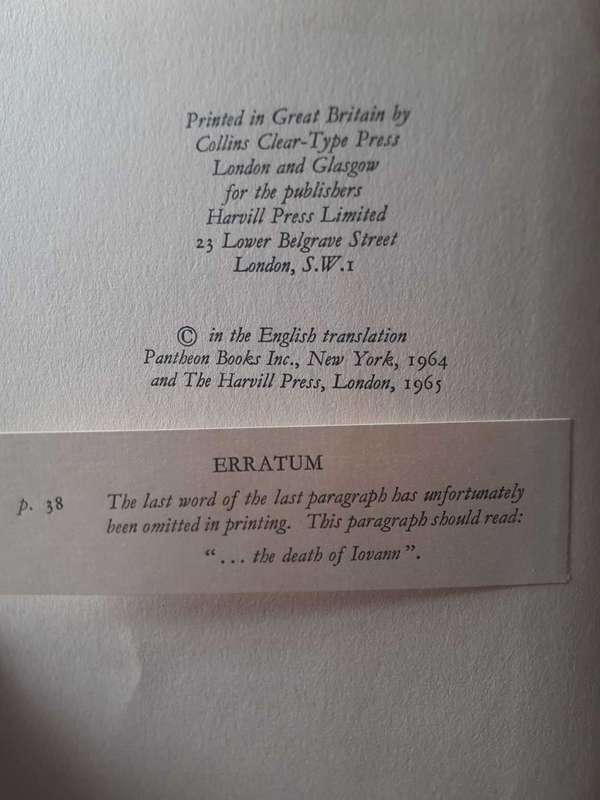 Printed in Great Britain by
Collins Clear-Type Press
London and Glasgow
for the publishers
Harvill Press Limited
23 Lower Belgrave Street
London, S.W.1
© in the English translation
Pantheon Books Inc., New York, 1964
and The Harvill Press, London, 1965
ERRATUM
p. 38 The last word of the last paragraph has unfortunately
been omitted in printing. This paragraph should read:
“ . . . the death of Iovann ”.